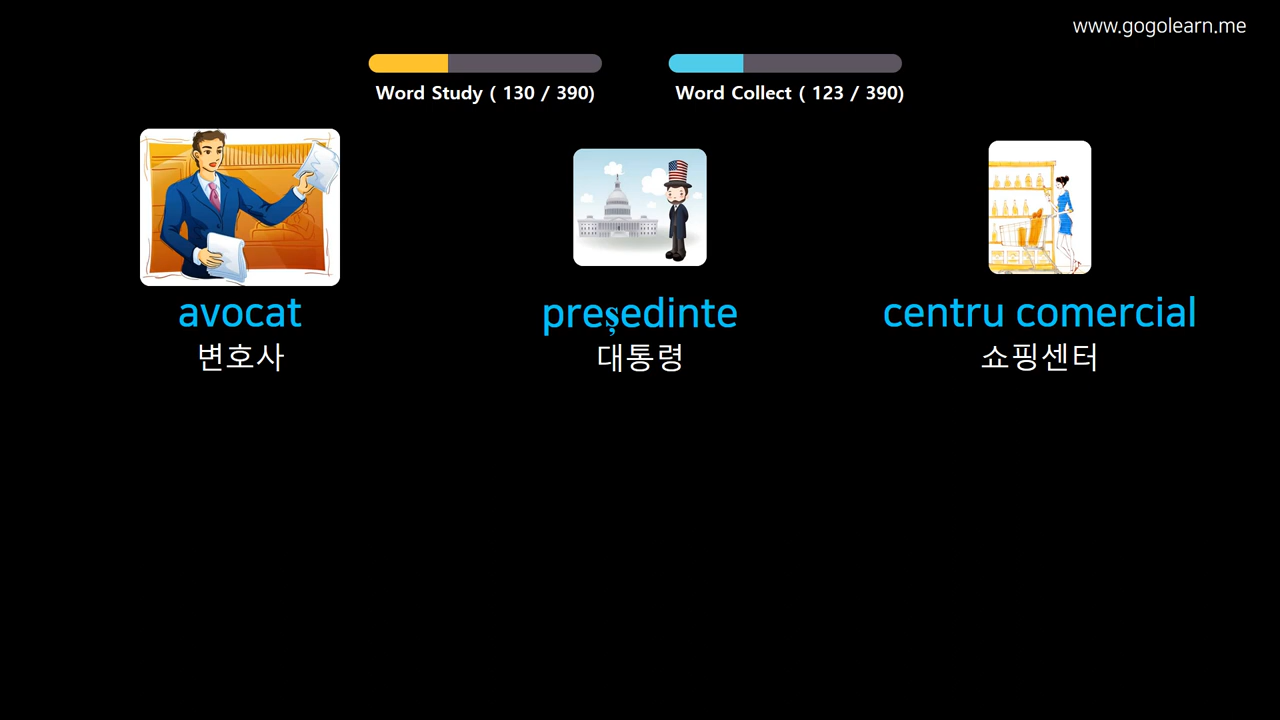 www.gogolearn.me
Word Study ( 130 / 390)
Word Collect ( 123 / 390)
avocat
președinte
centru comercial
변호사
대통령
쇼핑센터